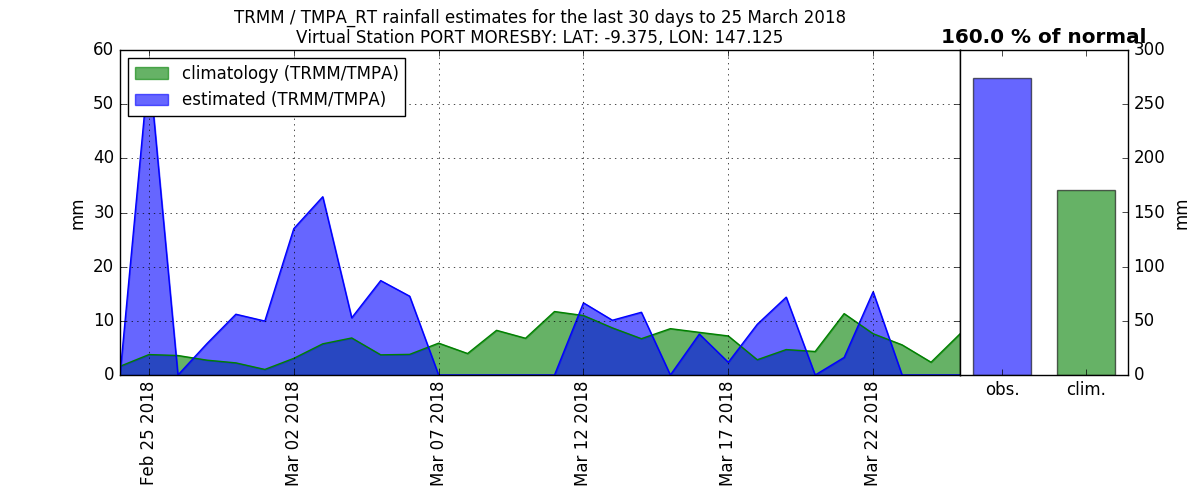 TRMM / TMPA_RT rainfall estimates for the last 30 days to 25 March 2018
Virtual Station PORT MORESBY: LAT: -9.375, LON: 147.125
160.0 % of normal
climatology (TRMM/TMPA)
estimated (TRMM/TMPA)
60
50
40
30
20
10
0
mm
Feb 25 2018
Mar 02 2018
Mar 07 2018
Mar 12 2018
Mar 17 2018
Mar 22 2018
obs.
clim.
300
250
200
150
100
50
0
mm